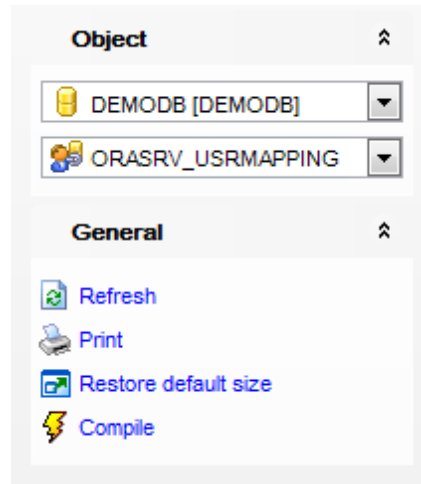 Object
DEMODB [DEMODB]
ORASRV_USRMAPPING
General
Refresh
Print
Restore default size
Compile